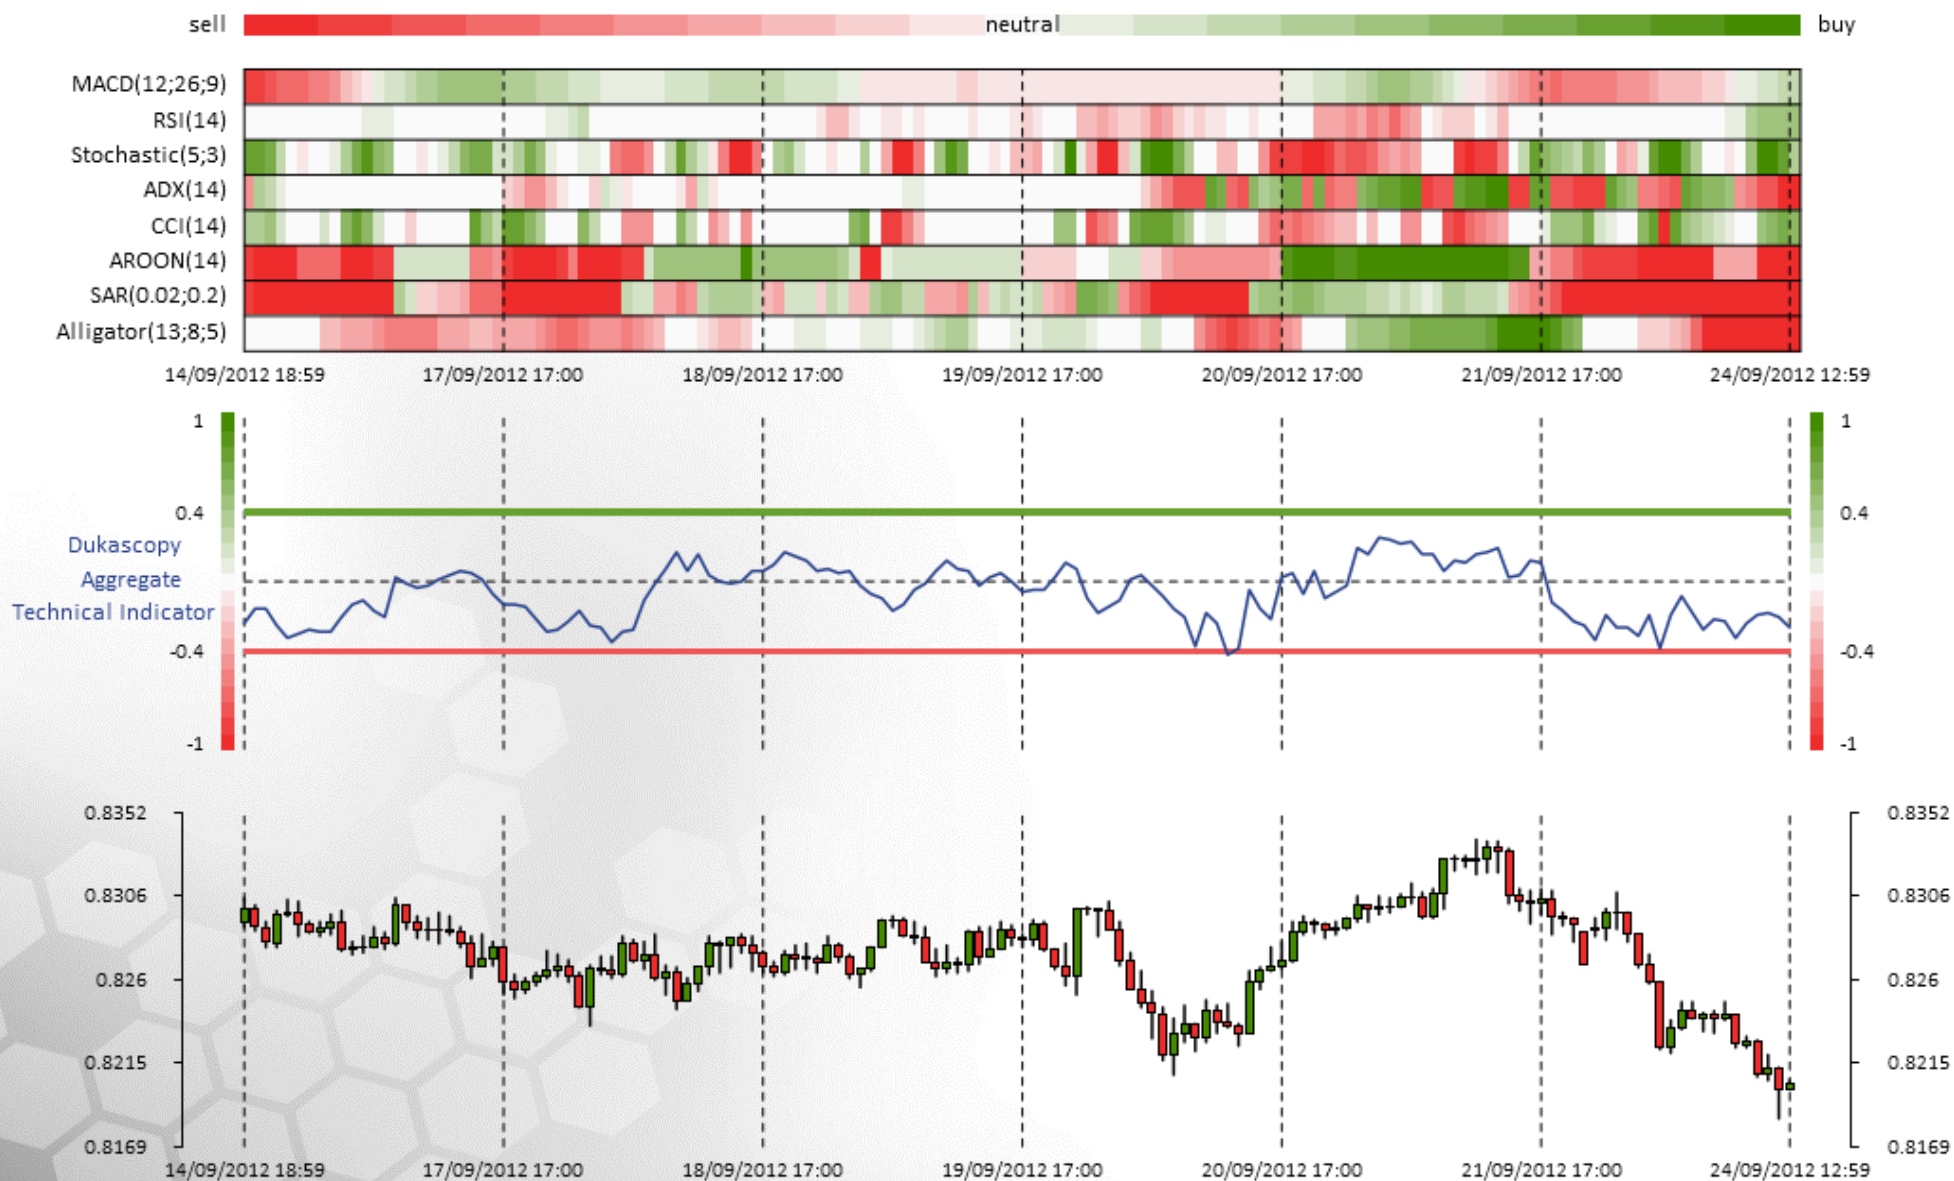 sell neutral buy
MACD(12;26;9)
RSI(14)
Stochastic(5;3)
ADX(14)
CCI(14)
AROON(14)
SAR(0.02;0.2)
Alligator(13;8;5)
14/09/2012 18:59 17/09/2012 17:00 18/09/2012 17:00 19/09/2012 17:00 20/09/2012 17:00 21/09/2012 17:00 24/09/2012 12:59
1 1
0.4 0.4
Dukascopy
Aggregate
Technical Indicator
-0.4 -0.4
-1 -1
0.8352 0.8352
0.8306 0.8306
0.826 0.826
0.8215 0.8215
0.8169 0.8169
14/09/2012 18:59 17/09/2012 17:00 18/09/2012 17:00 19/09/2012 17:00 20/09/2012 17:00 21/09/2012 17:00 24/09/2012 12:59